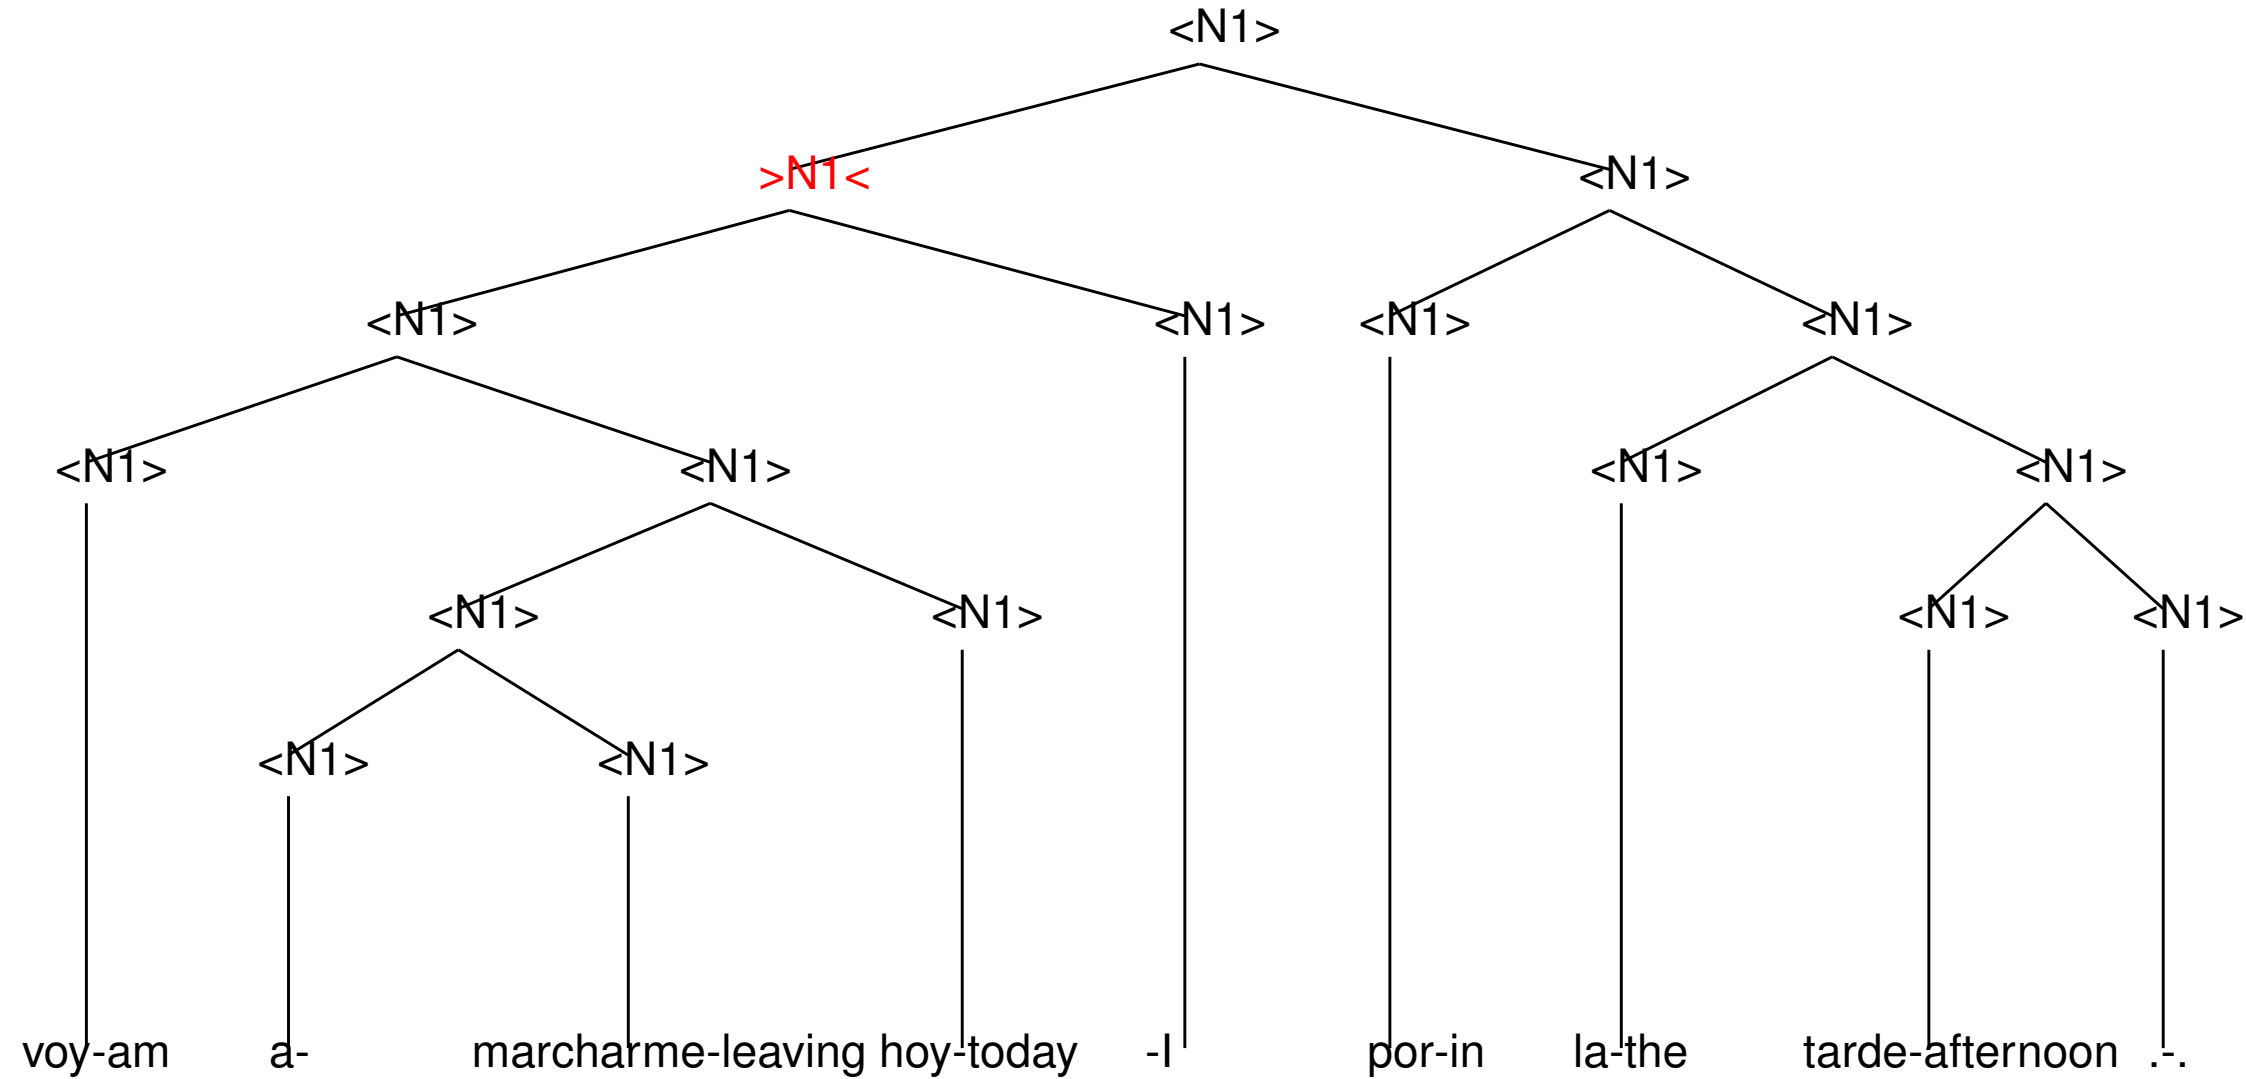 <N1>
>N1< <N1>
<N1> <N1> <N1> <N1>
<N1> <N1> <N1> <N1>
<N1> <N1> <N1> <N1>
<N1> <N1>
voy-am a- marcharme-leaving hoy-today -I por-in la-the tarde-afternoon .-.